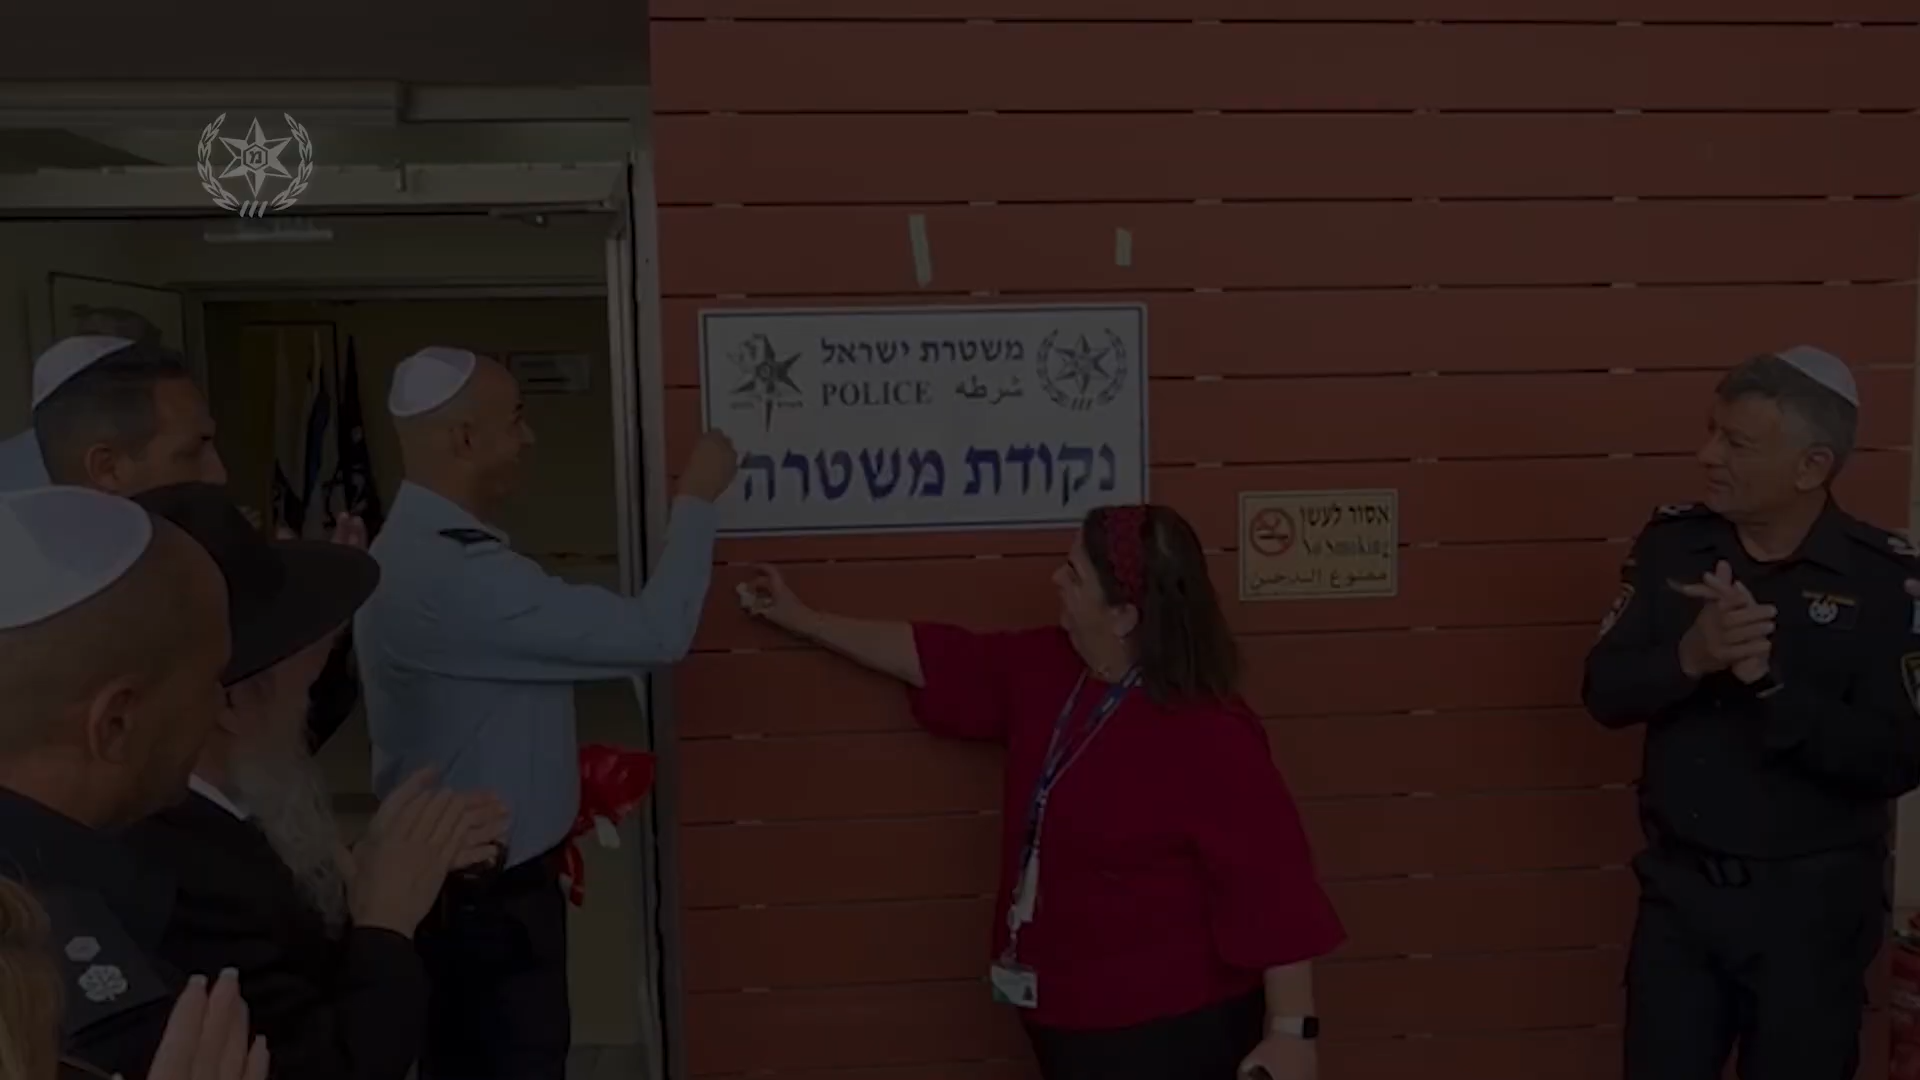 משטרת ישראל
POLICE شرطه
נקודת משטרה
אסור לעשן
No Smoking
ممنوع التدخين